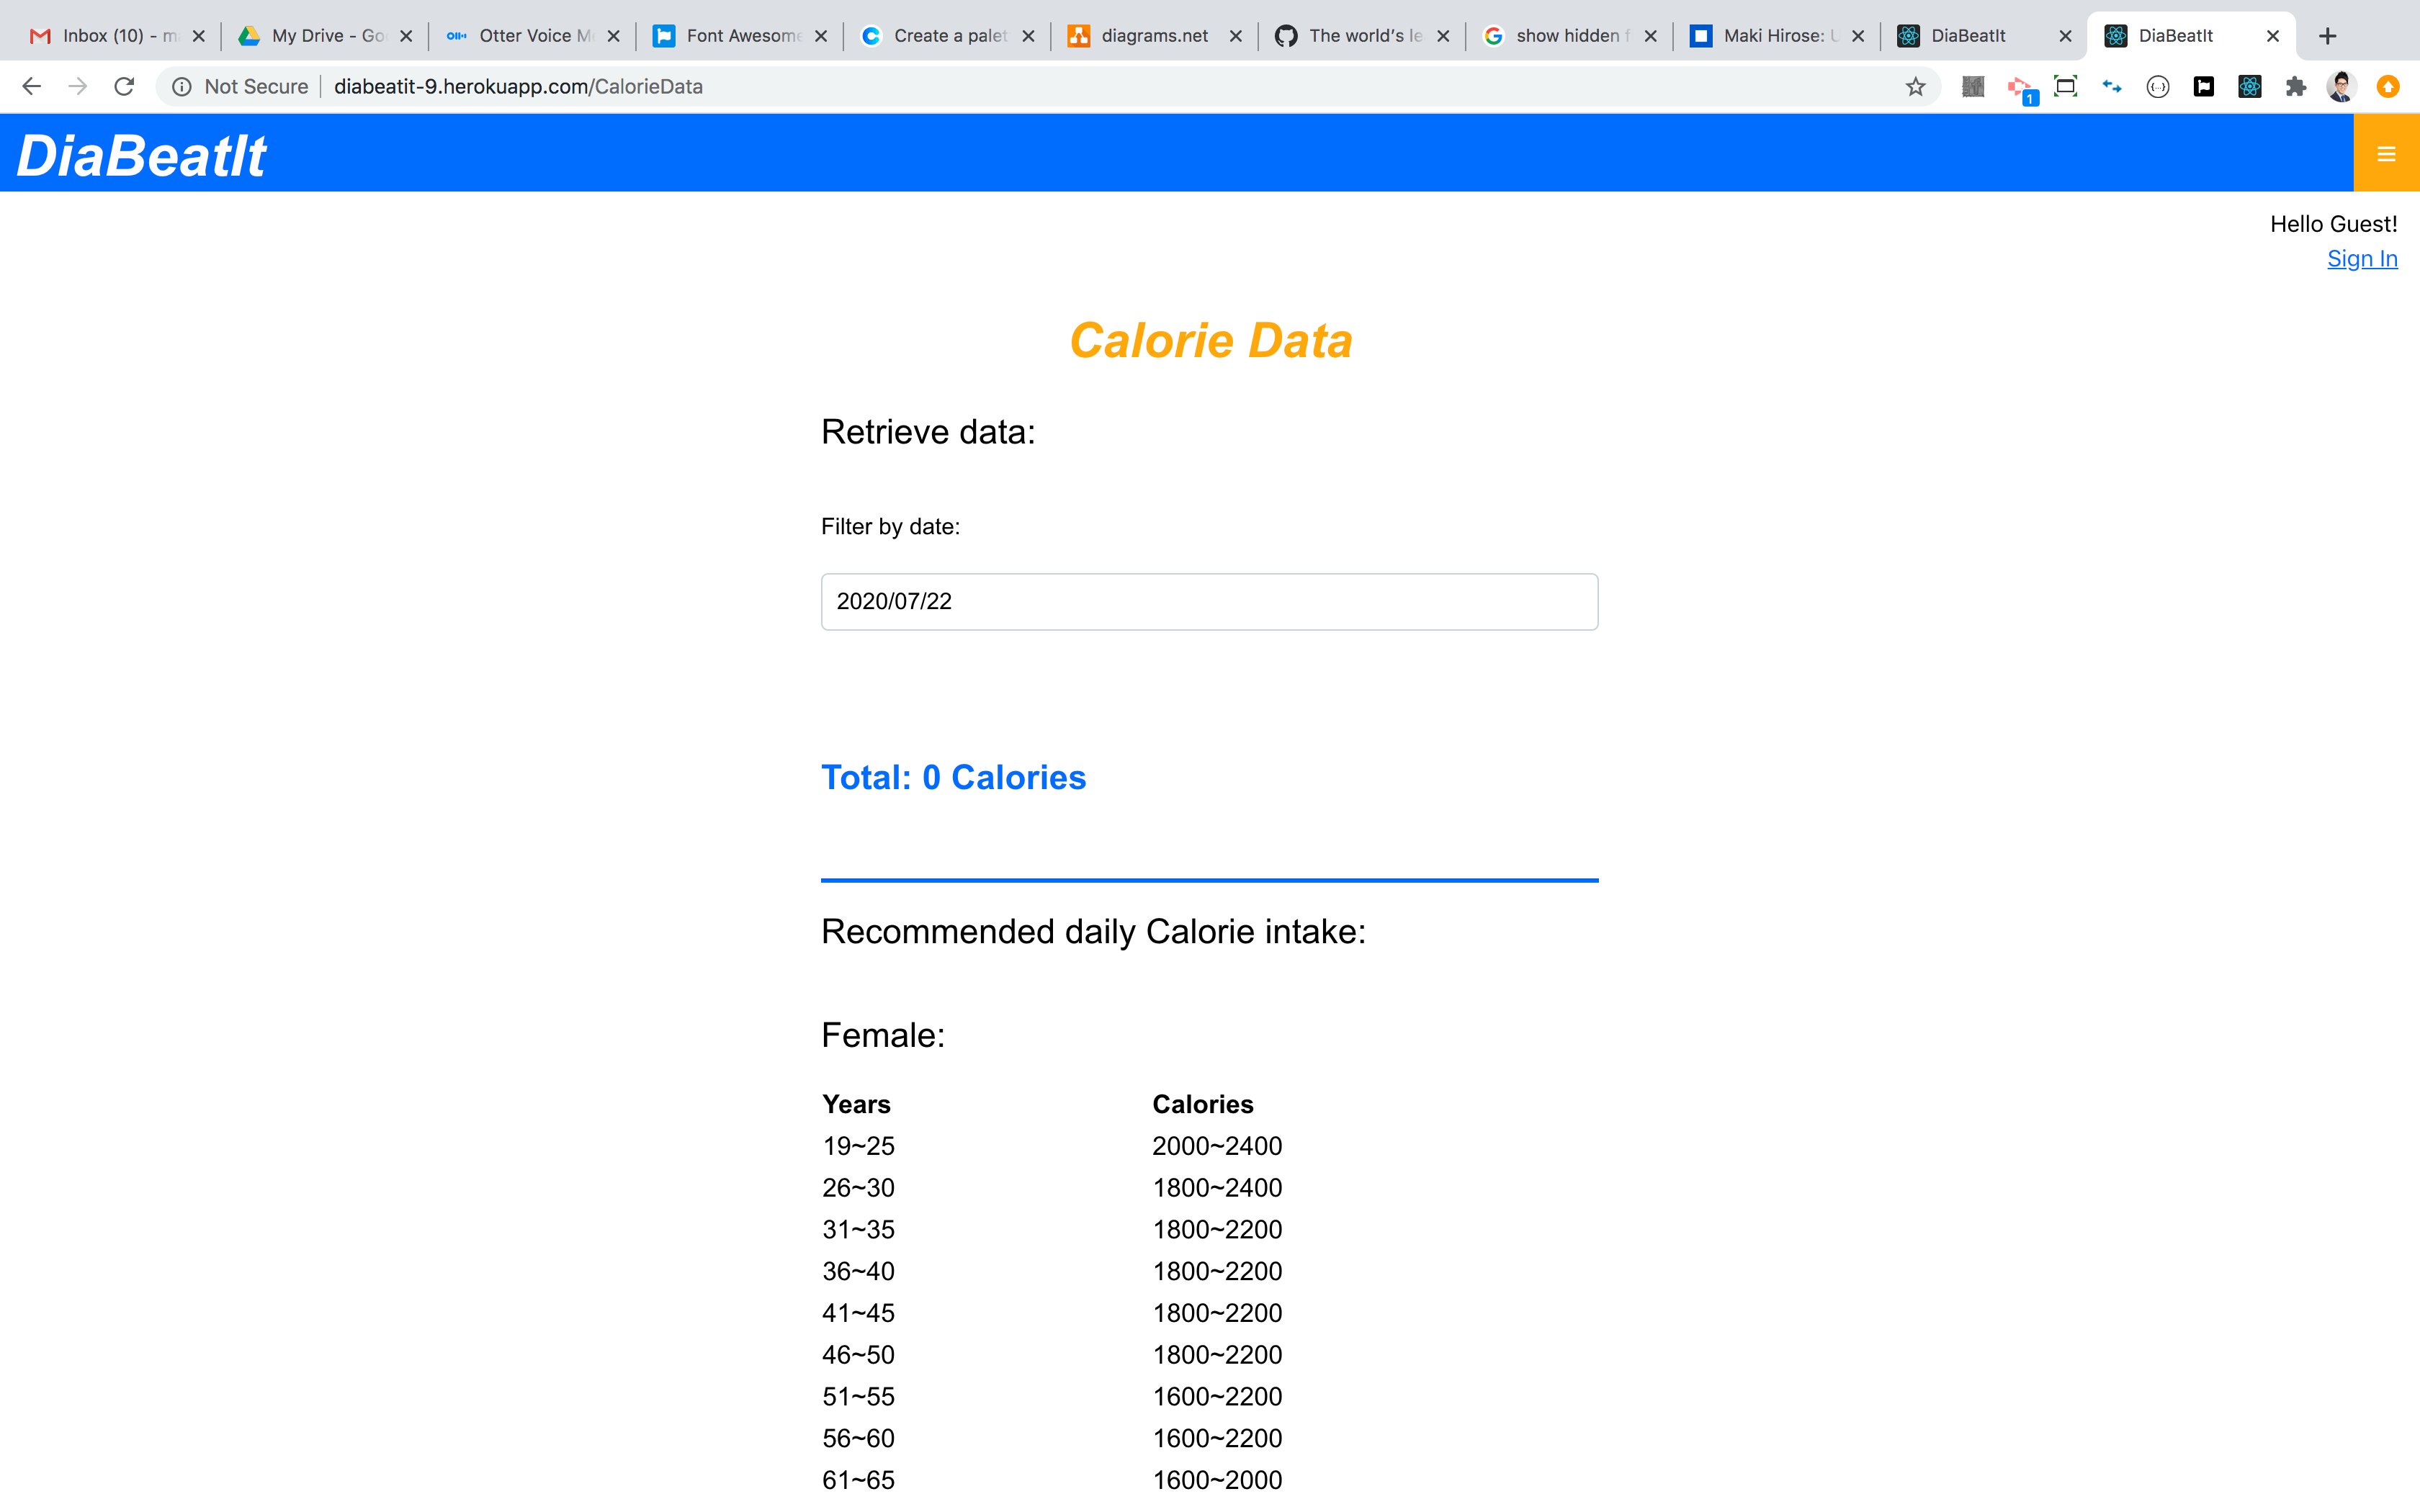 Inbox (10) - m
My Drive - Go
Otter Voice M
Font Awesome
Create a palet
diagrams.net
The world's le
show hidden f
Maki Hirose: U
DiaBeatIt
DiaBeatIt
Not Secure
diabeatit-9.herokuapp.com/CalorieData
1
DiaBeatIt
Hello Guest!
Sign In
Calorie Data
Retrieve data:
Filter by date:
2020/07/22
Total: 0 Calories
Recommended daily Calorie intake:
Female:
Years Calories
19~25 2000~2400
26~30 1800~2400
31~35 1800~2200
36~40 1800~2200
41~45 1800~2200
46~50 1800~2200
51~55 1600~2200
56~60 1600~2200
61~65 1600~2000